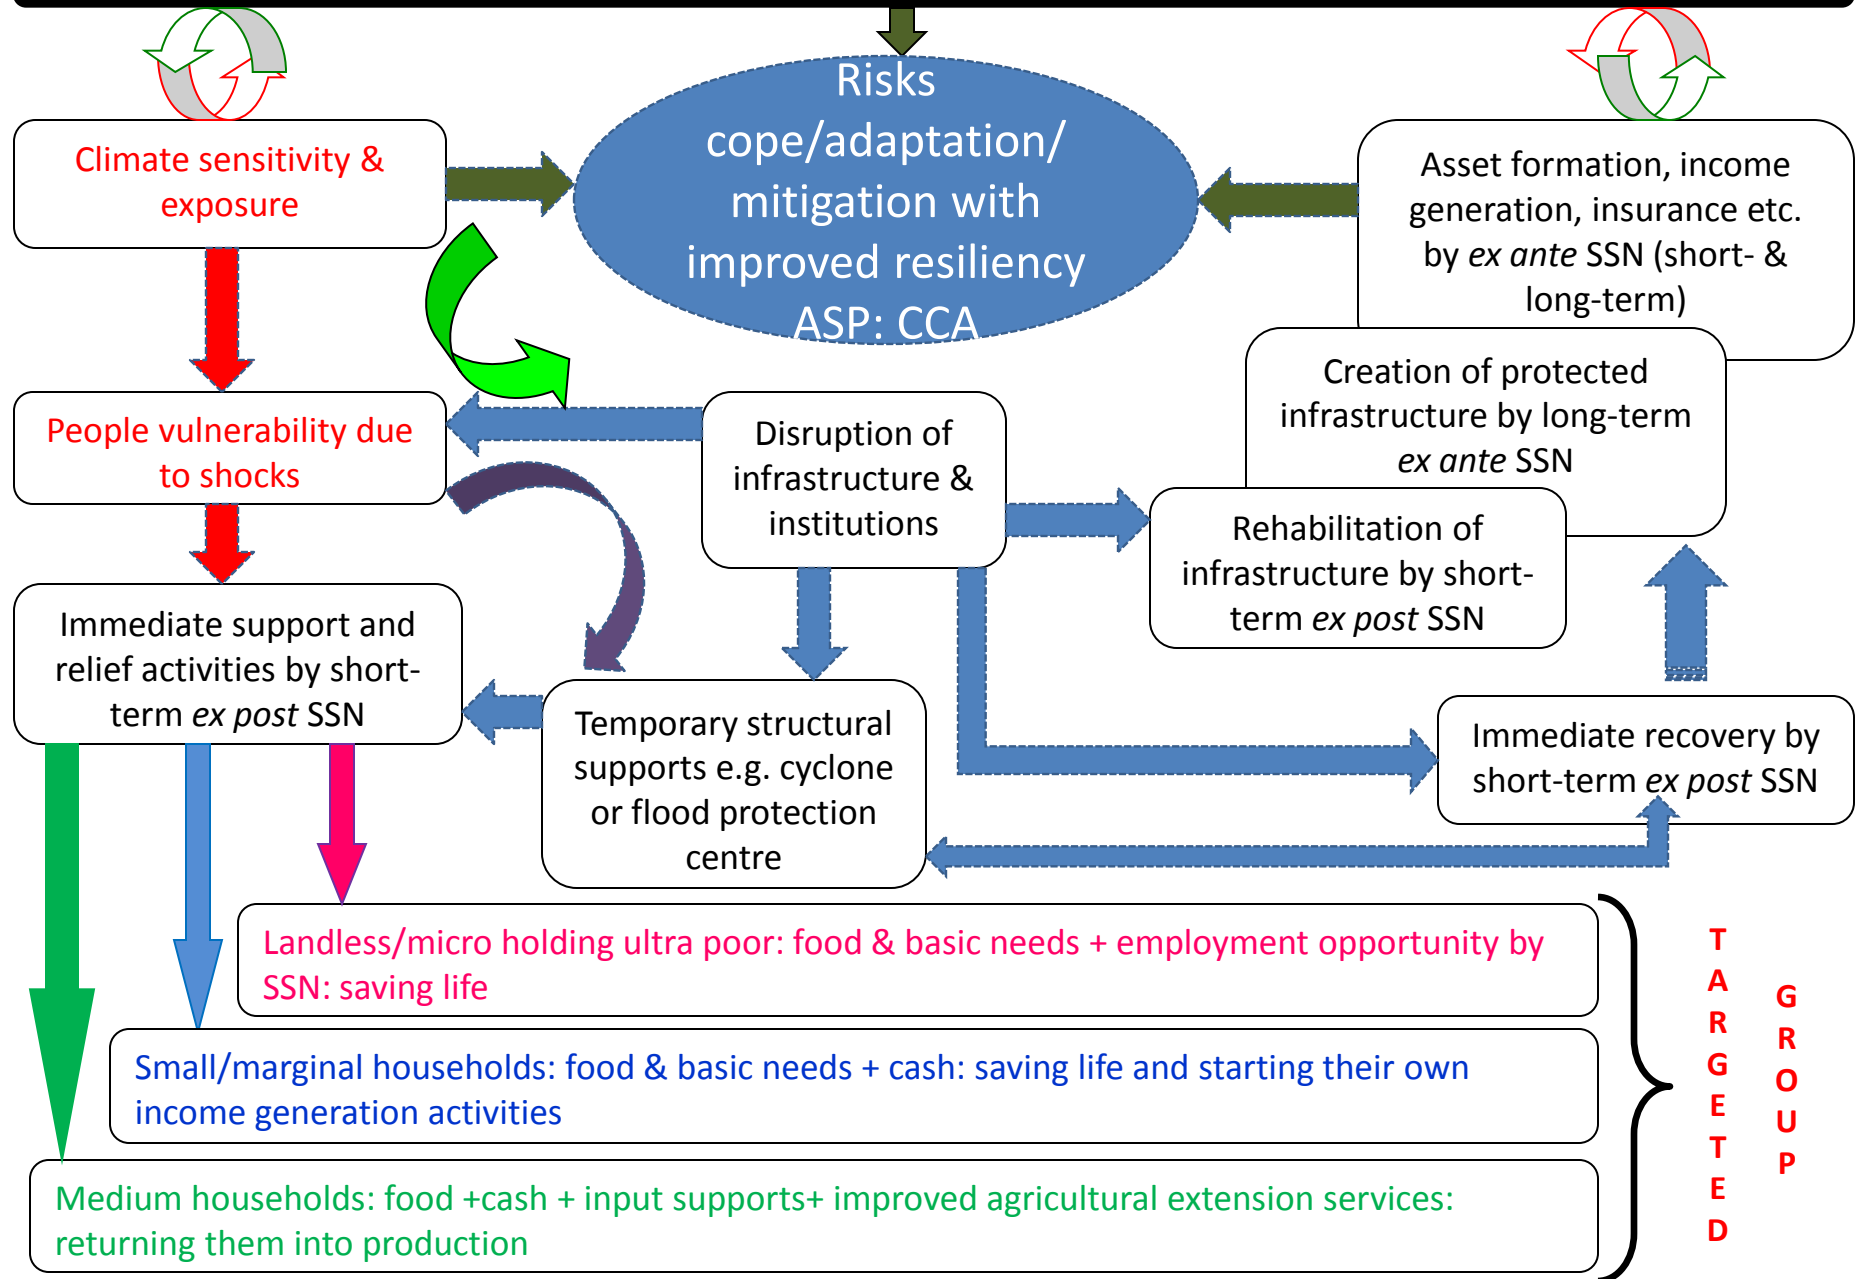 Risks
cope/adaptation/
mitigation with
improved resiliency
ASP: CCA
Climate sensitivity &
exposure
Asset formation, income
generation, insurance etc.
by ex ante SSN (short- &
long-term)
Creation of protected
infrastructure by long-term
ex ante SSN
People vulnerability due
to shocks
Disruption of
infrastructure &
institutions
Rehabilitation of
infrastructure by short-
term ex post SSN
Immediate support and
relief activities by short-
term ex post SSN
Temporary structural
supports e.g. cyclone
or flood protection
centre
Immediate recovery by
short-term ex post SSN
Landless/micro holding ultra poor: food & basic needs + employment opportunity by
SSN: saving life
Small/marginal households: food & basic needs + cash: saving life and starting their own
income generation activities
Medium households: food +cash + input supports+ improved agricultural extension services:
returning them into production
TARGETED
GROUP